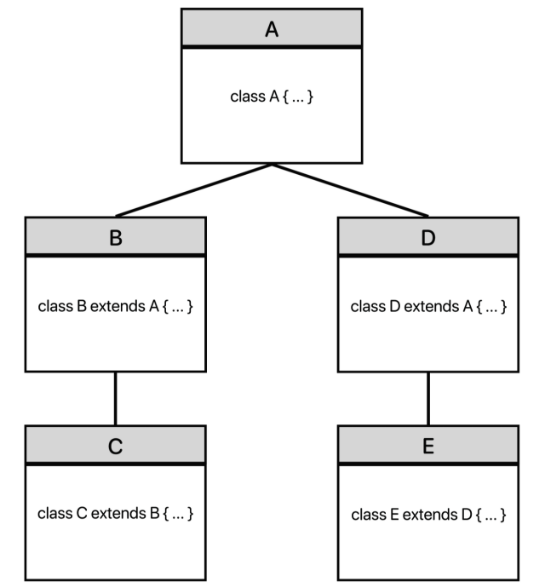 A
class A { ... }
B
class B extends A { ... }
D
class D extends A { ... }
C
class C extends B { ... }
E
class E extends D { ... }